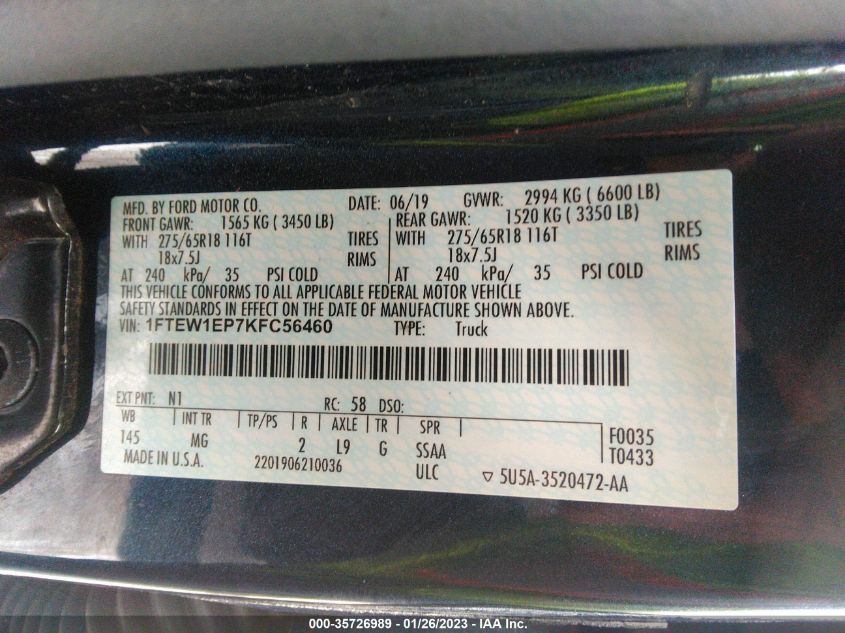 MFD. BY FORD MOTOR CO. DATE: 06/19 GVWR: 2994 KG ( 6600 LB)
FRONT GAWR: 1565 KG ( 3450 LB) REAR GAWR: 1520 KG ( 3350 LB)
WITH 275/65R18 116T TIRES WITH 275/65R18 116T TIRES
18x7.5J RIMS 18x7.5J RIMS
AT 240 kPa/ 35 PSI COLD AT 240 kPa/ 35 PSI COLD
THIS VEHICLE CONFORMS TO ALL APPLICABLE FEDERAL MOTOR VEHICLE
SAFETY STANDARDS IN EFFECT ON THE DATE OF MANUFACTURE SHOWN ABOVE.
VIN: 1FTEW1EP7KFC56460 TYPE: Truck
EXT PNT: N1 RC: 58 DSO:
WB INT TR TP/PS R AXLE TR SPR F0035
145 MG 2 L9 G SSAA T0433
MADE IN U.S.A. 2201906210036 ULC ▽ 5U5A-3520472-AA
000-35726989 — 01/26/2023 — IAA Inc.